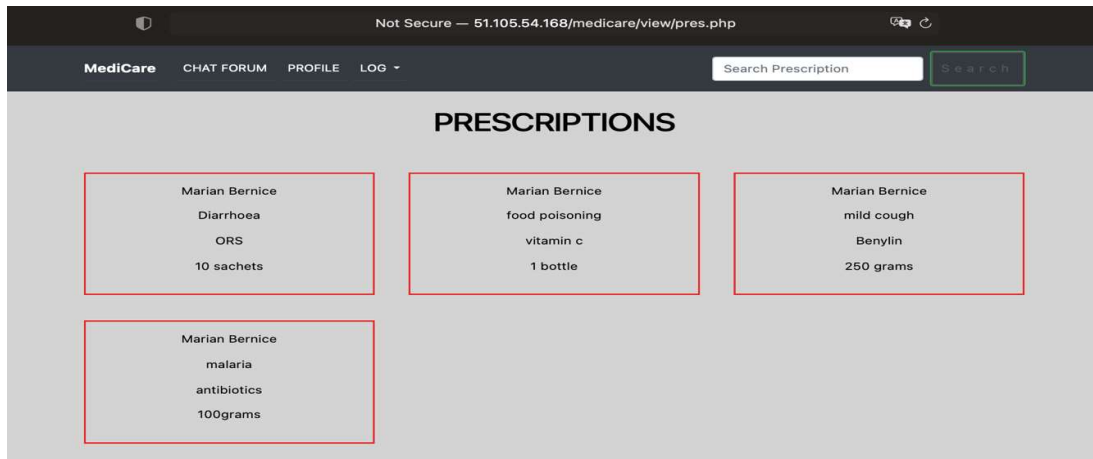 Not Secure — 51.105.54.168/medicare/view/pres.php
MediCare CHAT FORUM PROFILE LOG Search Prescription Search
PRESCRIPTIONS
Marian Bernice
Diarrhoea
ORS
10 sachets
Marian Bernice
food poisoning
vitamin c
1 bottle
Marian Bernice
mild cough
Benylin
250 grams
Marian Bernice
malaria
antibiotics
100grams